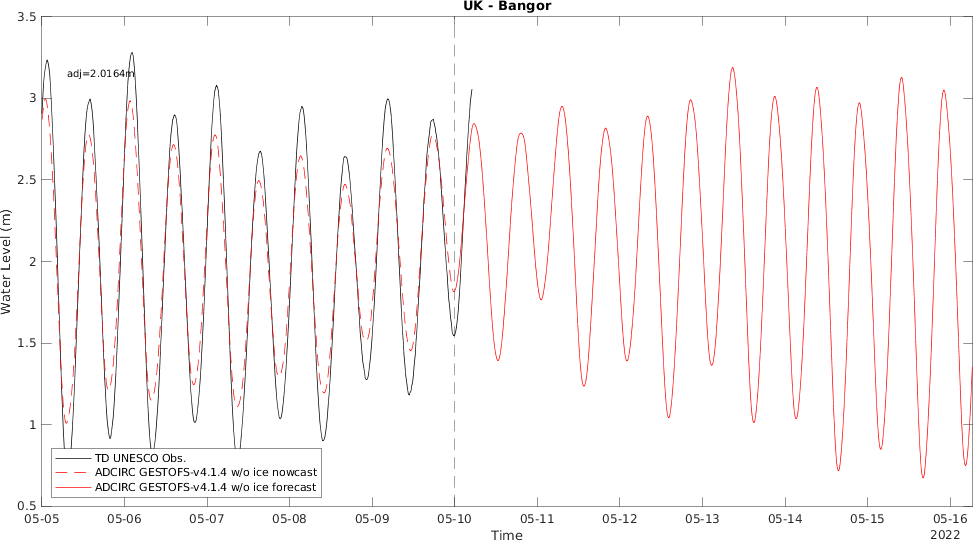 UK - Bangor
3.5
adj=2.0164m
3
2.5
2
1.5
1
0.5
Water Level (m)
TD UNESCO Obs.
ADCIRC GESTOFS-v4.1.4 w/o ice nowcast
ADCIRC GESTOFS-v4.1.4 w/o ice forecast
05-05 05-06 05-07 05-08 05-09 05-10 05-11 05-12 05-13 05-14 05-15 05-16
Time
2022